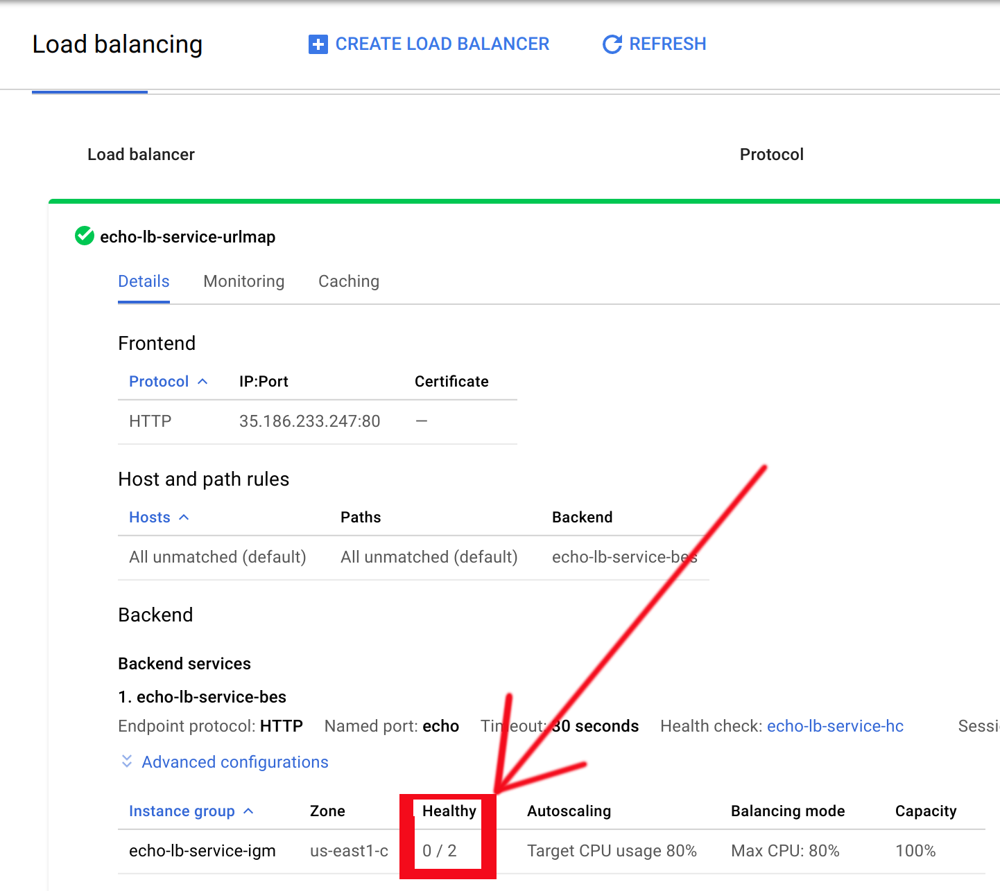 Load balancing CREATE LOAD BALANCER REFRESH
Load balancer Protocol
echo-lb-service-urlmap
Details Monitoring Caching
Frontend
Protocol IP:Port Certificate
HTTP 35.186.233.247:80 —
Host and path rules
Hosts Paths Backend
All unmatched (default) All unmatched (default) echo-lb-service-bes
Backend
Backend services
1. echo-lb-service-bes
Endpoint protocol: HTTP Named port: echo Timeout: 30 seconds Health check: echo-lb-service-hc Sessi
Advanced configurations
Instance group Zone Healthy Autoscaling Balancing mode Capacity
echo-lb-service-igm us-east1-c 0 / 2 Target CPU usage 80% Max CPU: 80% 100%